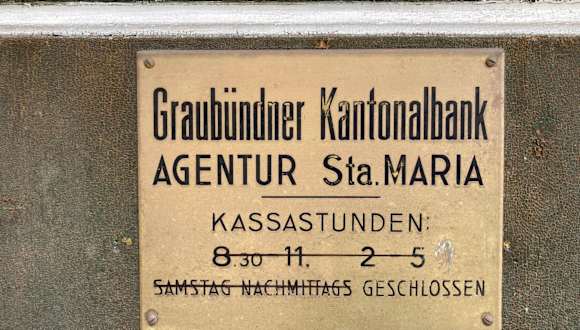 Graubündner Kantonalbank
AGENTUR Sta. MARIA
KASSASTUNDEN:
8.30-11. 2-5
SAMSTAG NACHMITTAGS GESCHLOSSEN